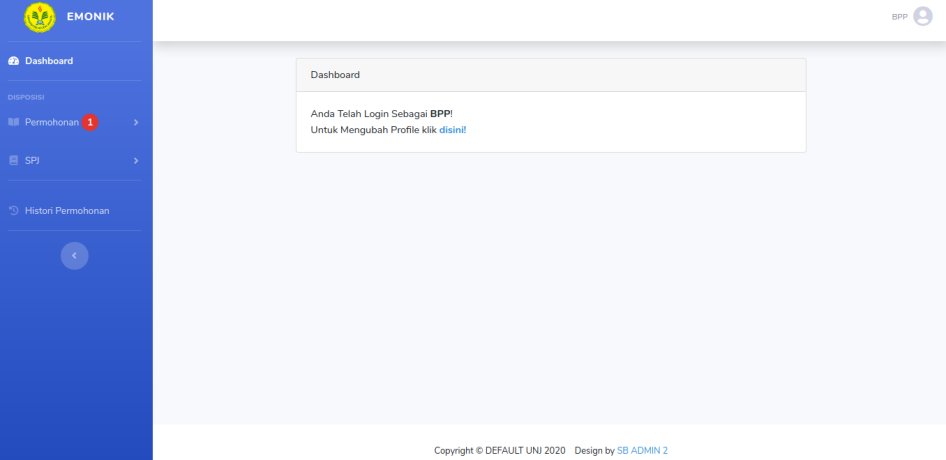 EMONIK
BPP
Dashboard
DISPOSISI
Permohonan 1
SPJ
Histori Permohonan
Dashboard
Anda Telah Login Sebagai BPP!
Untuk Mengubah Profile klik disini!
Copyright © DEFAULT UNJ 2020 Design by SB ADMIN 2